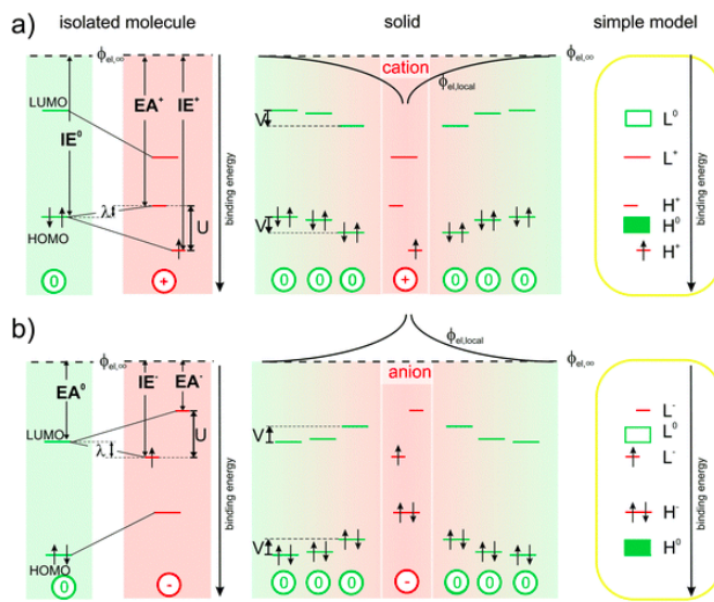 isolated molecule
solid
simple model
a)
ϕel,∞
LUMO
EA⁺
IE⁺
IE⁰
λ
U
HOMO
0
+
binding energy
cation
ϕel,local
V
V
0 0 0 + 0 0 0
ϕel,∞
L⁰
L⁺
H⁺
H⁰
H⁺
binding energy
b)
ϕel,∞
EA⁰
IE⁻
EA⁻
LUMO
λ
U
HOMO
0
-
binding energy
ϕel,local
anion
V
V
0 0 0 - 0 0 0
ϕel,∞
L⁻
L⁰
L⁻
H⁻
H⁰
binding energy